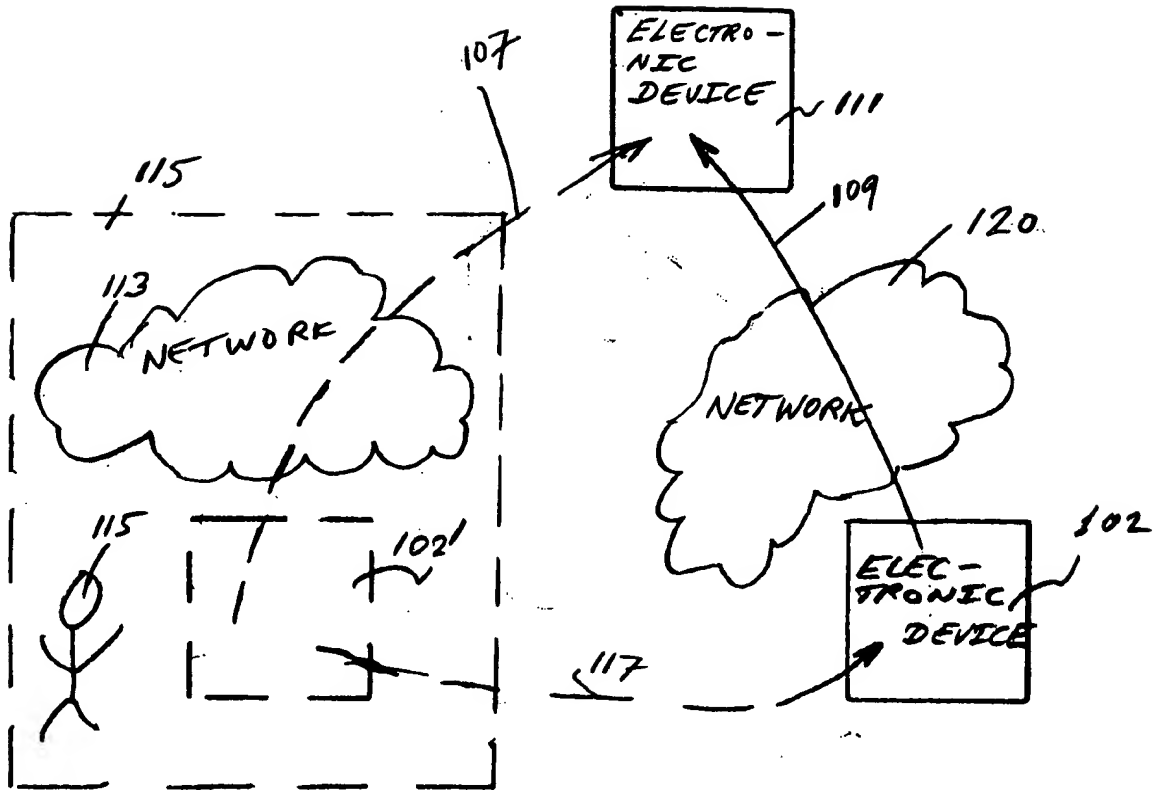 107
ELECTRO-
NIC
DEVICE
111
115
109
120
113
NETWORK
NETWORK
115
102'
102
ELEC-
TRONIC
DEVICE
117